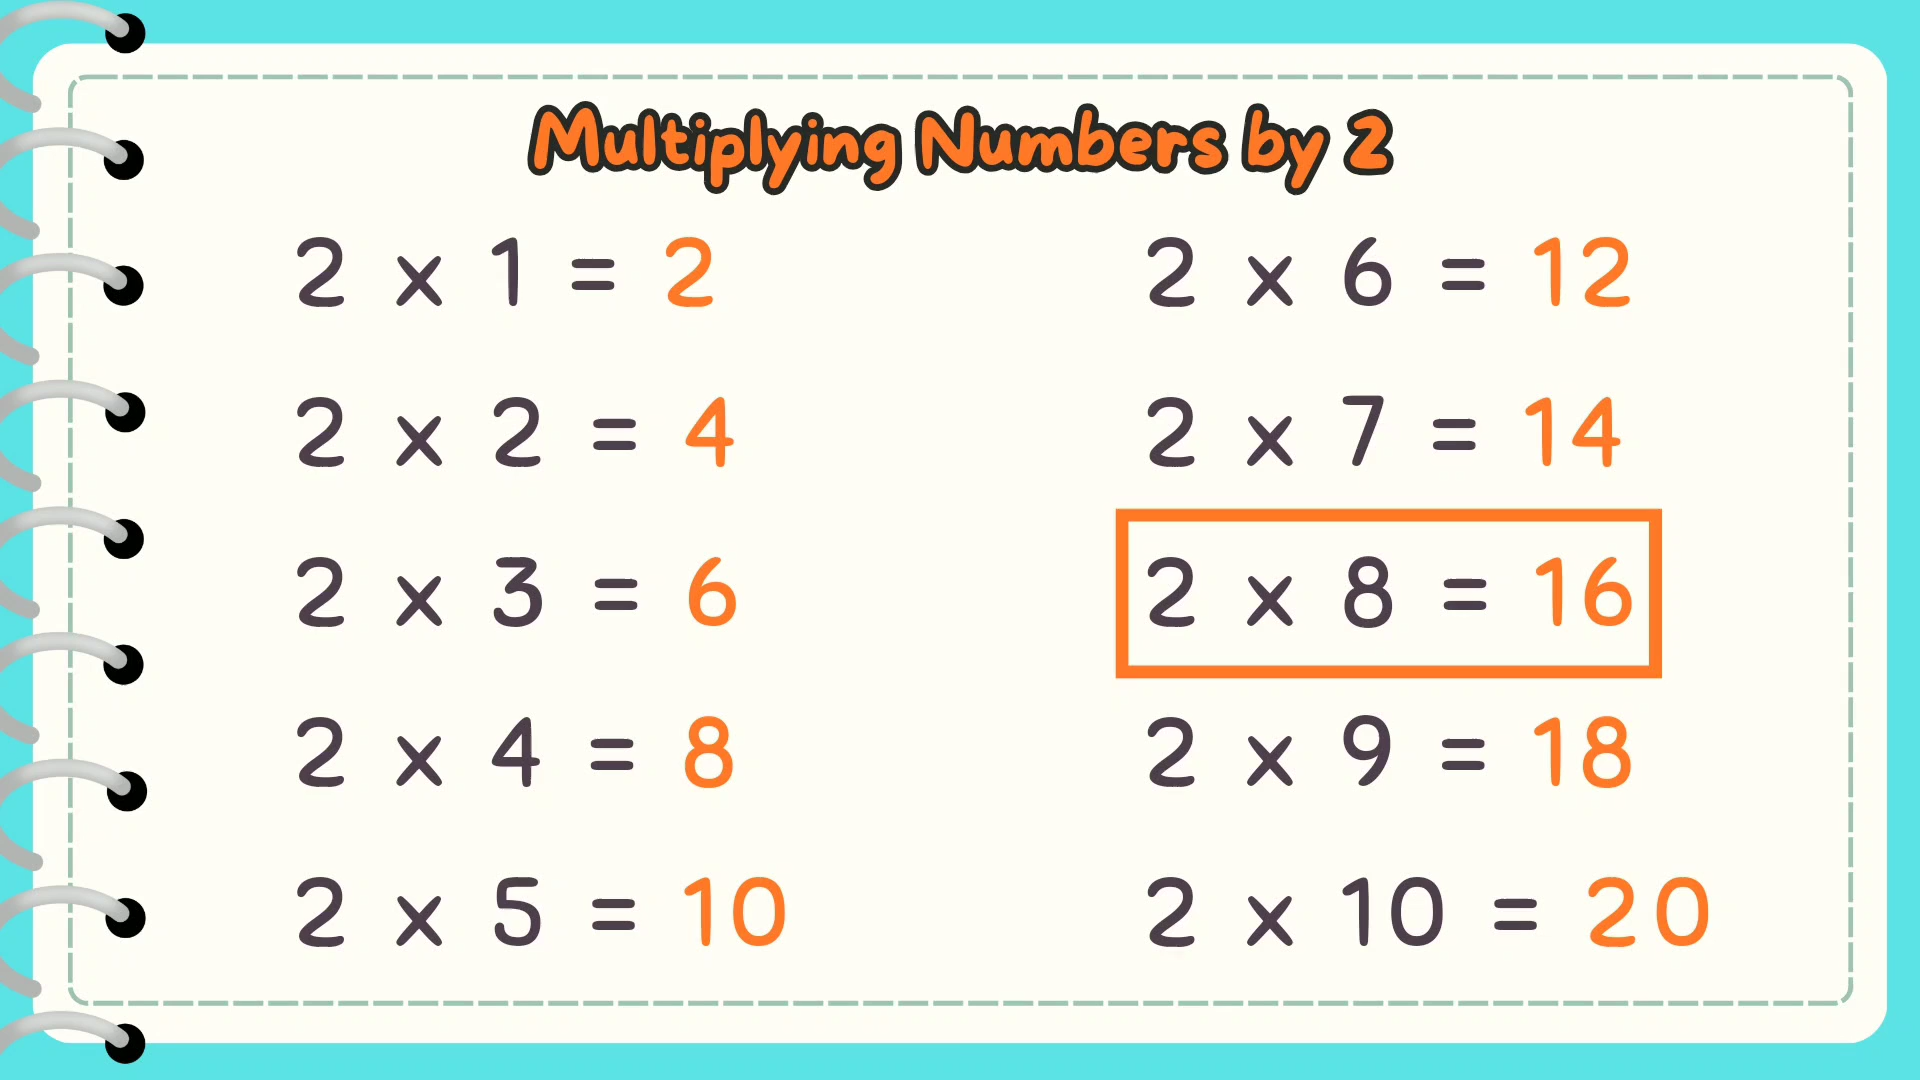 Multiplying Numbers by 2
2 x 1 = 2
2 x 2 = 4
2 x 3 = 6
2 x 4 = 8
2 x 5 = 10
2 x 6 = 12
2 x 7 = 14
2 x 8 = 16
2 x 9 = 18
2 x 10 = 20